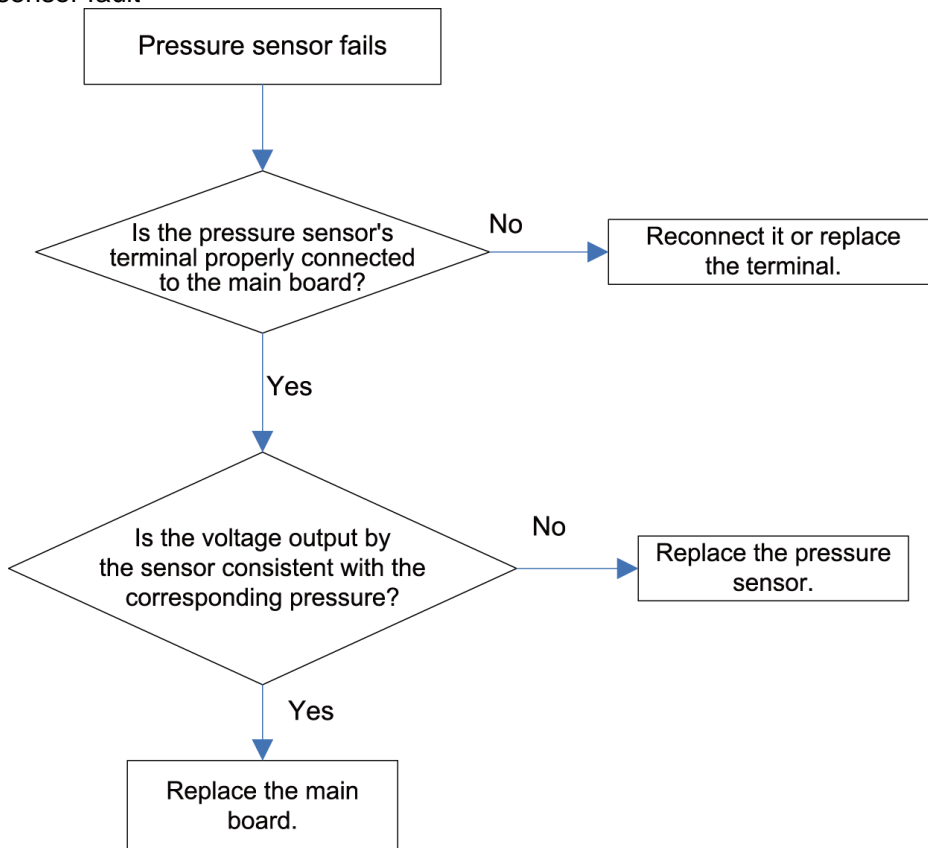 sensor fault
Pressure sensor fails
Is the pressure sensor's
terminal properly connected
to the main board?
No
Reconnect it or replace
the terminal.
Yes
Is the voltage output by
the sensor consistent with the
corresponding pressure?
No
Replace the pressure
sensor.
Yes
Replace the main
board.